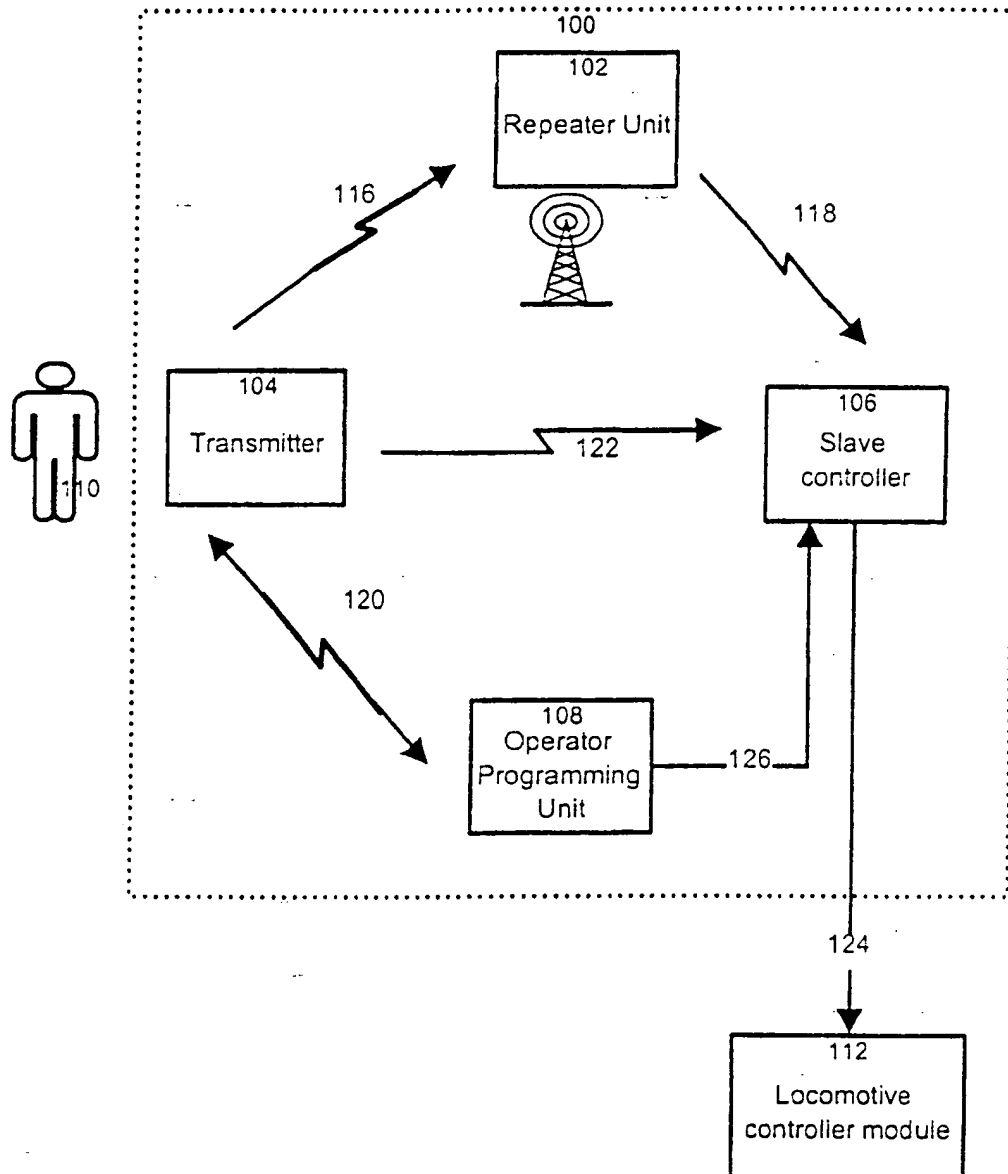 100
102
Repeater Unit
116
118
104
Transmitter
106
Slave
controller
122
110
120
108
Operator
Programming
Unit
126
124
112
Locomotive
controller module